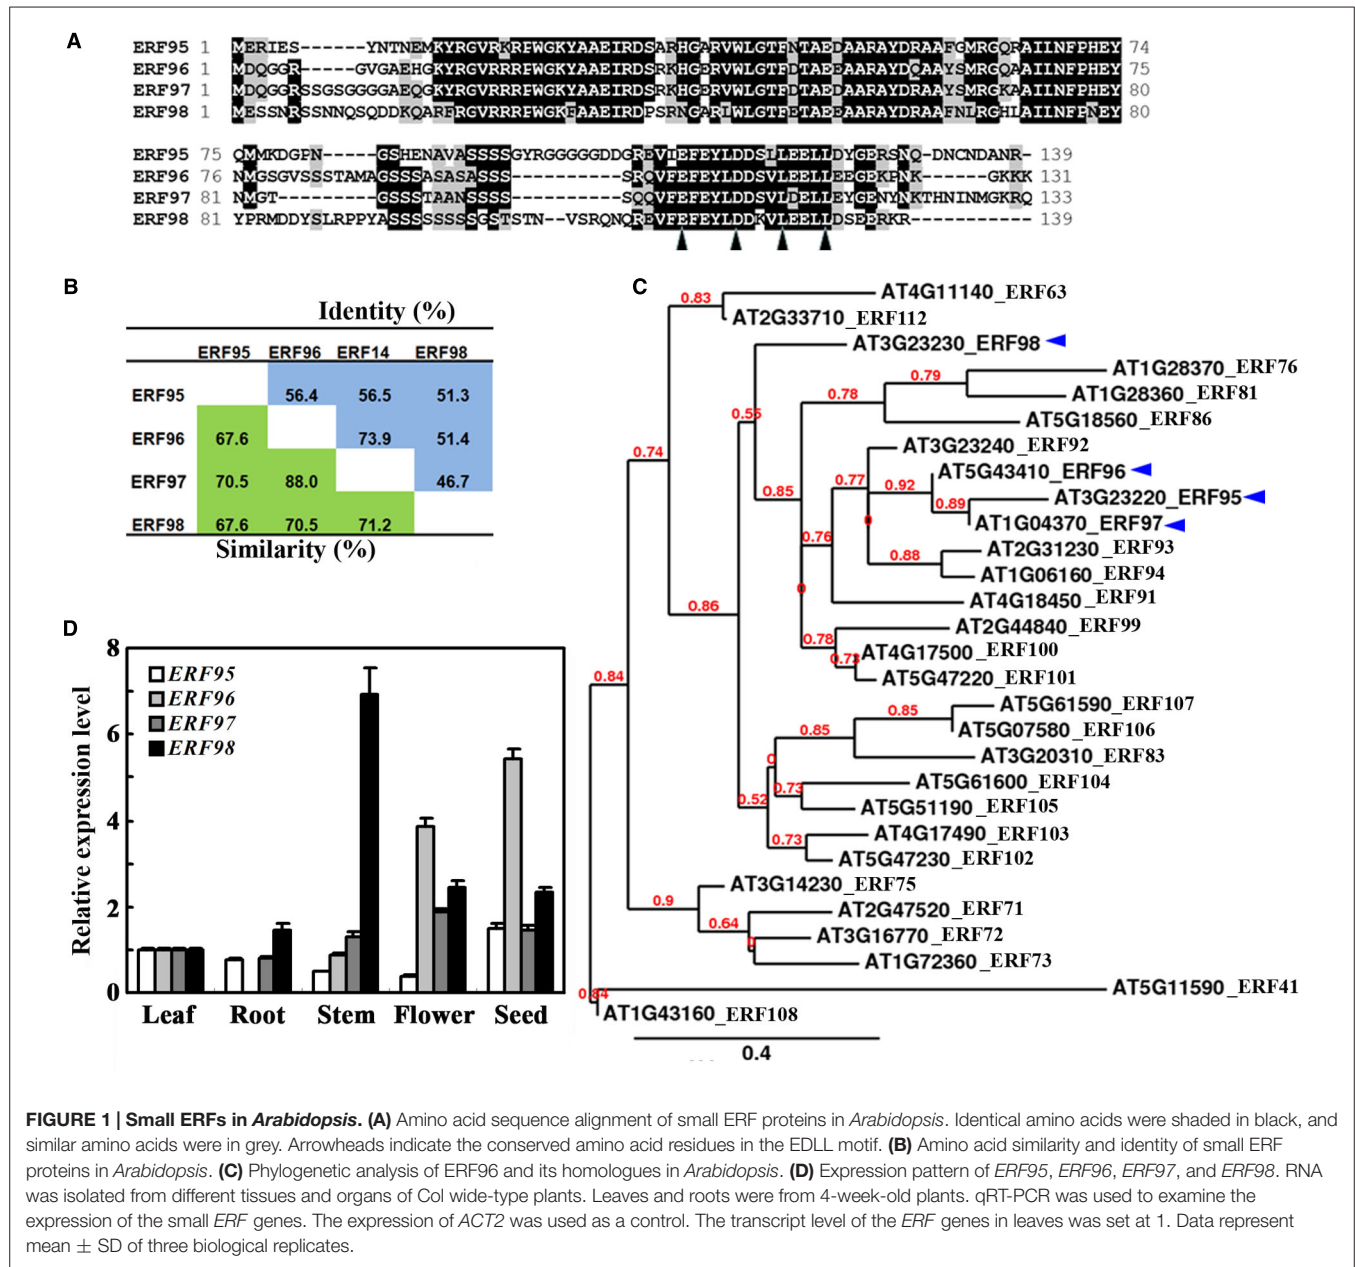 A
ERF95 1 MERIES------YNTNEMKYRGVRKRPWGKYAAEIRDSARHGARVWLGTFNTAEDAARAYDRAAFGMRGQRAILNFPHEY 74
ERF96 1 MDQGGR-----GVGAEHGKYRGVRRRPWGKYAAEIRDSRKHGERVWLGTFDTAEEAARAYDQAAYSMRGQAAILNFPHEY 75
ERF97 1 MDQGGRSSGSGGGGAEQGKYRGVRRRPWGKYAAEIRDSRKHGERVWLGTFDTAEEAARAYDRAAYSMRGKAAILNFPHEY 80
ERF98 1 MESSNRSSNNQSQDDKQARFRGVRRRPWGKFAAEIRDPSRNGARLWLGTFETAEEAARAYDRAAFNLRGHLAILNFPNEY 80
ERF95 75 QMMKDGPN------GSHENAVASSSSGYRGGGGGDDGREVIEFEYLDDSLLEELLDYGERSNQ-DNCNDANR- 139
ERF96 76 NMGSGVSSSTAMAGSSSASASASSS-------SRQVFEFEYLDDSVLEELLEEGEKPNK----GKKK 131
ERF97 81 NMGT------GSSSTAANSSSS-------SQQVFEFEYLDDSVLDELLEYGENYNKTHNINMGKRQ 133
ERF98 81 YPRMDDYSLRPPYASSSSSSSSGSTSTN--VSRQNQREVFEFEYLDDKVLEELLDSEERKR----------- 139
B
Identity (%)
ERF95 ERF96 ERF14 ERF98
ERF95 56.4 56.5 51.3
ERF96 67.6 73.9 51.4
ERF97 70.5 88.0 46.7
ERF98 67.6 70.5 71.2
Similarity (%)
C
0.83 AT4G11140_ERF63
AT2G33710_ERF112
AT3G23230_ERF98
AT1G28370_ERF76
0.79
AT1G28360_ERF81
0.78
AT5G18560_ERF86
0.55
AT3G23240_ERF92
0.74
AT5G43410_ERF96
0.77 0.92
0.85 0.89 AT3G23220_ERF95
0 AT1G04370_ERF97
0.76 AT2G31230_ERF93
0.88
AT1G06160_ERF94
0
AT4G18450_ERF91
0.86
AT2G44840_ERF99
0.78
AT4G17500_ERF100
0.73
AT5G47220_ERF101
0.84
AT5G61590_ERF107
0.85
AT5G07580_ERF106
0.85
AT3G20310_ERF83
0
AT5G61600_ERF104
0.73
0.52 AT5G51190_ERF105
AT4G17490_ERF103
0.73
AT5G47230_ERF102
AT3G14230_ERF75
0.9
AT2G47520_ERF71
0.64
AT3G16770_ERF72
0
AT1G72360_ERF73
AT5G11590_ERF41
0.84
AT1G43160_ERF108
0.4
D
Relative expression level
8
6
4
2
0
ERF95
ERF96
ERF97
ERF98
Leaf Root Stem Flower Seed
FIGURE 1 | Small ERFs in Arabidopsis. (A) Amino acid sequence alignment of small ERF proteins in Arabidopsis. Identical amino acids were shaded in black, and
similar amino acids were in grey. Arrowheads indicate the conserved amino acid residues in the EDLL motif. (B) Amino acid similarity and identity of small ERF
proteins in Arabidopsis. (C) Phylogenetic analysis of ERF96 and its homologues in Arabidopsis. (D) Expression pattern of ERF95, ERF96, ERF97, and ERF98. RNA
was isolated from different tissues and organs of Col wide-type plants. Leaves and roots were from 4-week-old plants. qRT-PCR was used to examine the
expression of the small ERF genes. The expression of ACT2 was used as a control. The transcript level of the ERF genes in leaves was set at 1. Data represent
mean ± SD of three biological replicates.